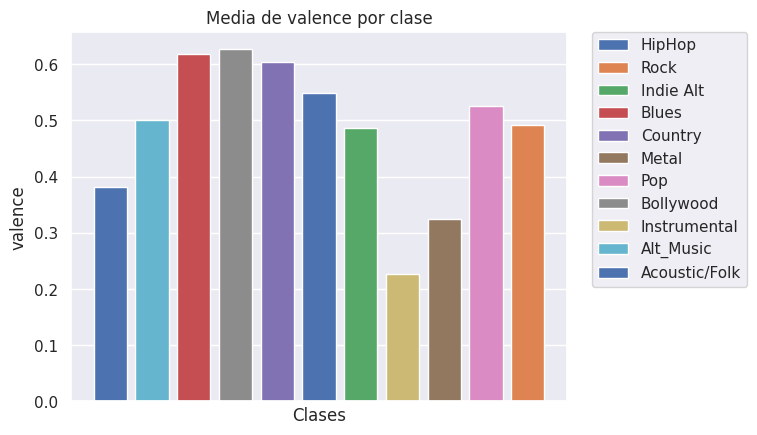 Media de valence por clase
valence
0.6
0.5
0.4
0.3
0.2
0.1
0.0
Clases
HipHop
Rock
Indie Alt
Blues
Country
Metal
Pop
Bollywood
Instrumental
Alt_Music
Acoustic/Folk